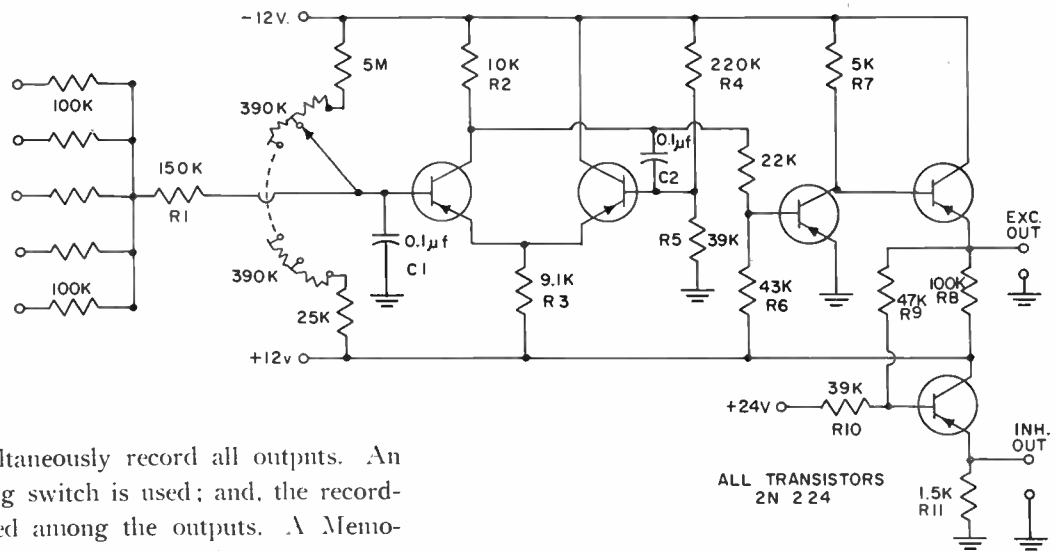 -12V.
5M
10K
R2
220K
R4
5K
R7
100K
390K
0.1µf
C2
22K
150K
R1
0.1µf
C1
R5
39K
EXC.
OUT
390K
9.1K
R3
43K
R6
47K
R9
100K
R8
100K
25K
+12v
+24V
39K
R10
INH.
OUT
ALL TRANSISTORS
2N 224
1.5K
R11
ltaneously record all outputs. An
g switch is used; and, the record-
ed among the outputs. A Memo-